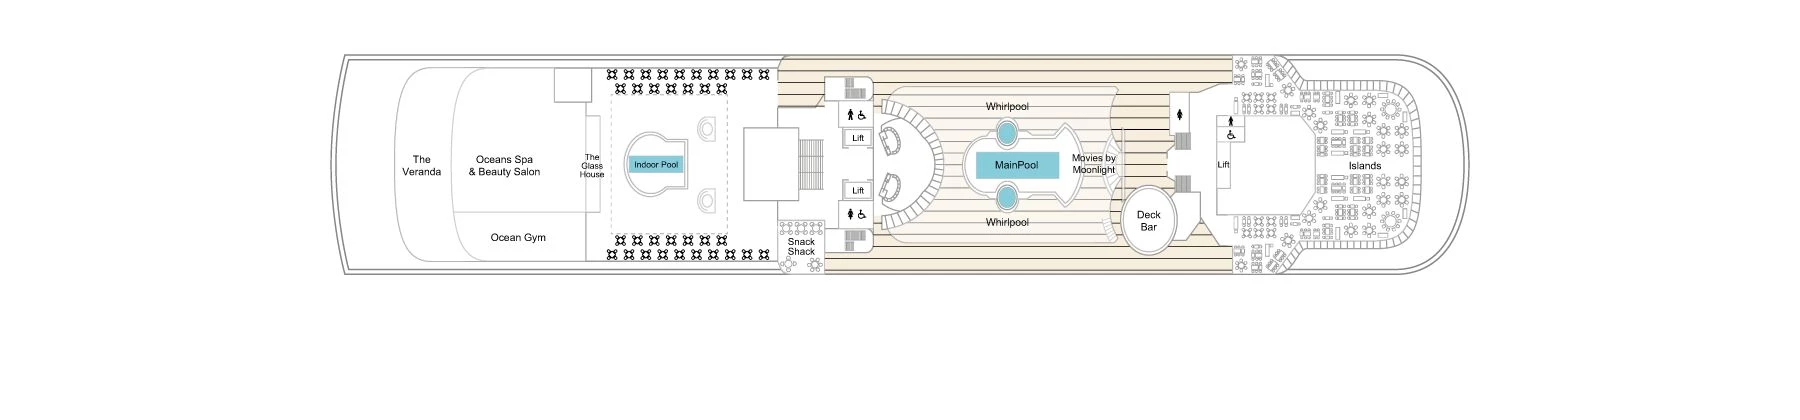 The
Veranda
Oceans Spa
& Beauty Salon
Ocean Gym
The
Glass
House
Indoor Pool
Snack
Shack
Lift
Lift
Whirlpool
MainPool
Whirlpool
Movies by
Moonlight
Deck
Bar
Lift
Islands